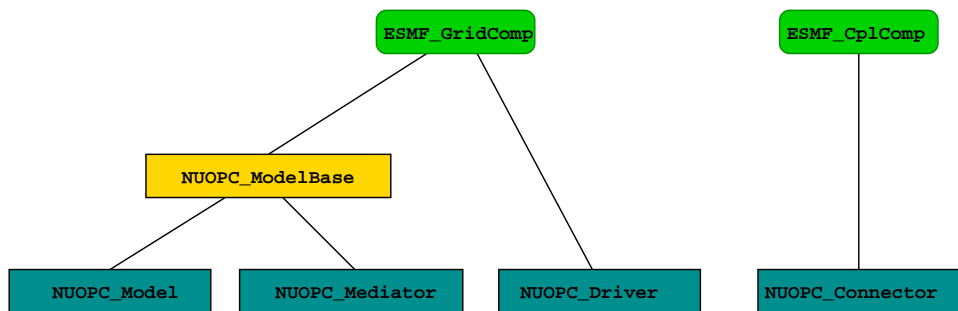 ESMF_GridComp
ESMF_CplComp
NUOPC_ModelBase
NUOPC_Model
NUOPC_Mediator
NUOPC_Driver
NUOPC_Connector